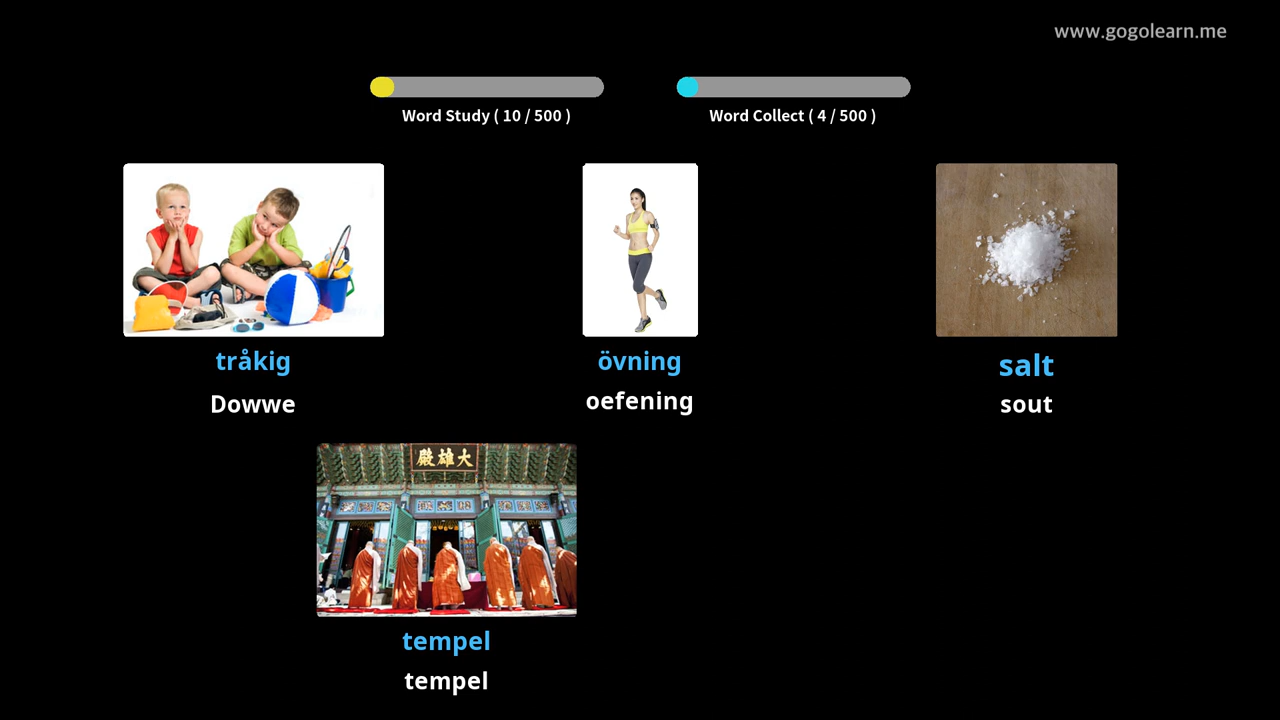 www.gogolearn.me
Word Study ( 10 / 500 )
Word Collect ( 4 / 500 )
tråkig
Dowwe
övning
oefening
salt
sout
殿雄大
tempel
tempel